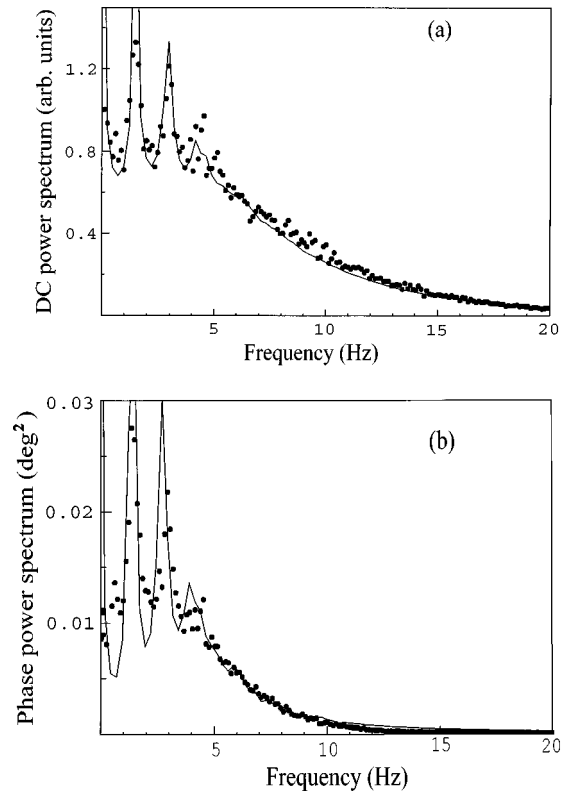 (a)
DC power spectrum (arb. units)
1.2
0.8
0.4
5
10
15
20
Frequency (Hz)
(b)
Phase power spectrum (deg²)
0.03
0.02
0.01
5
10
15
20
Frequency (Hz)